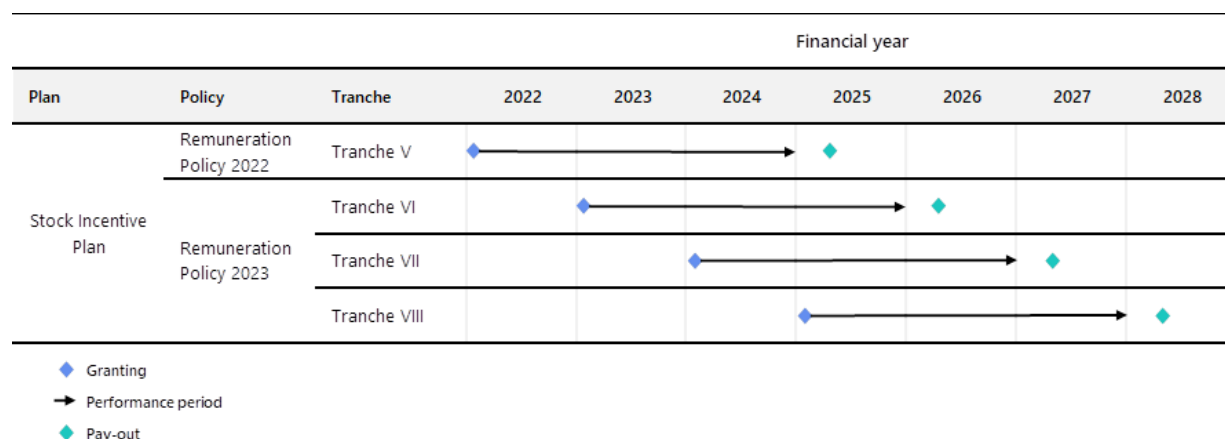 Financial year
Plan Policy Tranche 2022 2023 2024 2025 2026 2027 2028
Remuneration
Policy 2022
Tranche V
Stock Incentive
Plan
Remuneration
Policy 2023
Tranche VI
Tranche VII
Tranche VIII
Granting
Performance period
Pay-out